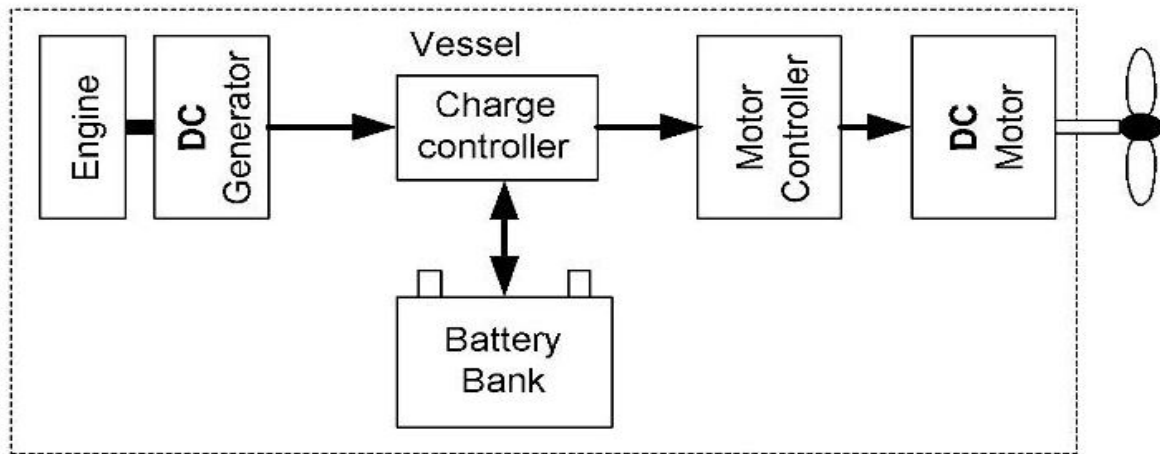 Vessel
Engine
DC
Generator
Charge
controller
Motor
Controller
DC
Motor
Battery
Bank